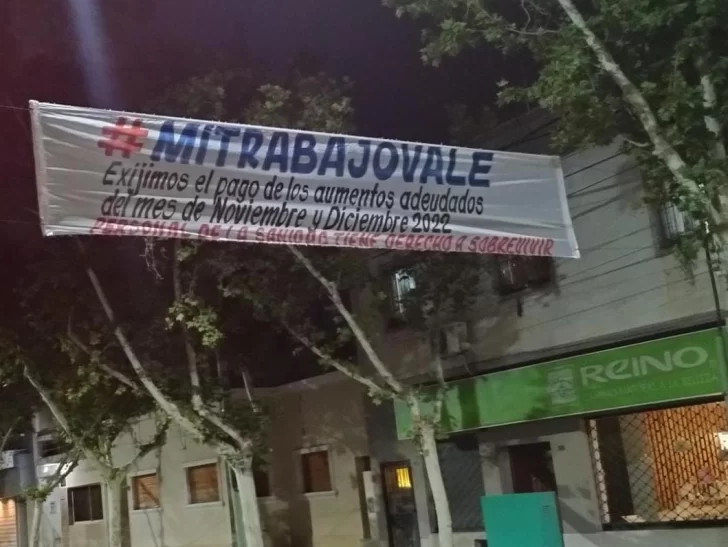 #MITRABAJOVALE
Exijimos el pago de los aumentos adeudados
del mes de Noviembre y Diciembre 2022
PERSONAL DE LA SANIDAD TIENE DERECHO A SOBREVIVIR
REINO